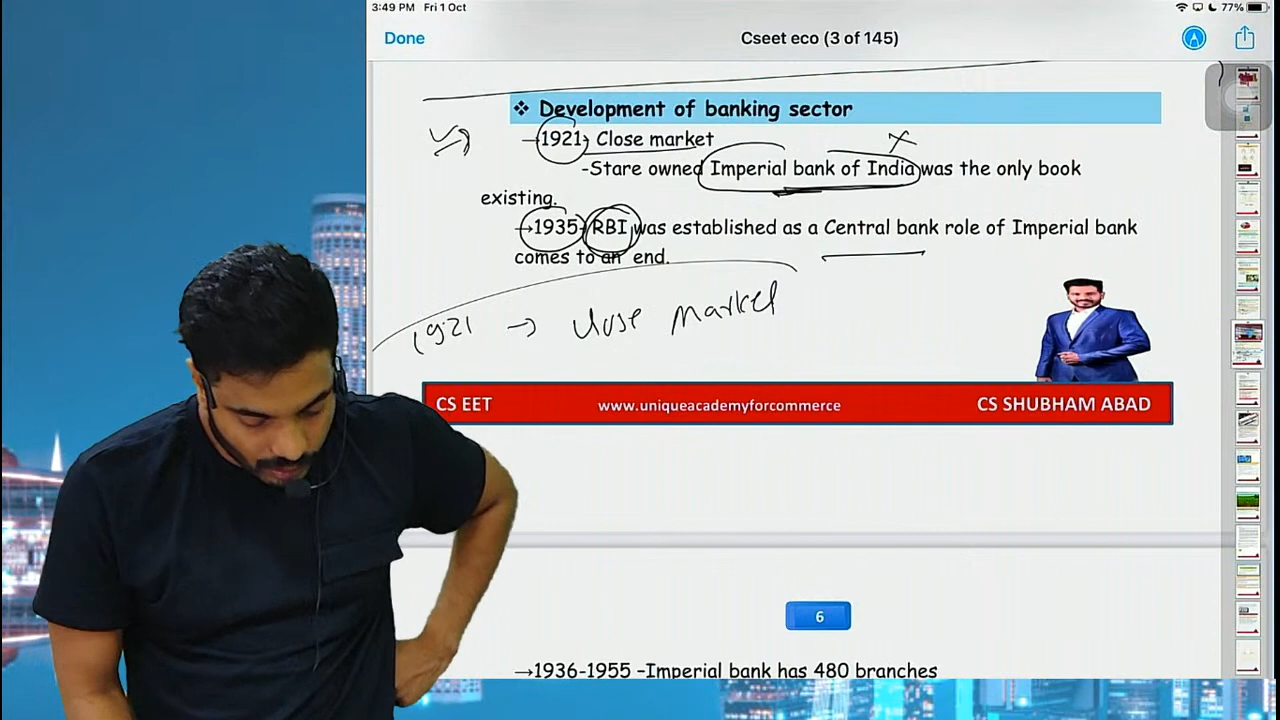 3:49 PM Fri 1 Oct
77%
Done
Cseet eco (3 of 145)
❖ Development of banking sector
→1921- Close market
-Stare owned Imperial bank of India was the only book
existing.
→1935- RBI was established as a Central bank role of Imperial bank
comes to an end.
1921 → close market
CS EET
www.uniqueacademyforcommerce
CS SHUBHAM ABAD
6
→1936-1955 -Imperial bank has 480 branches